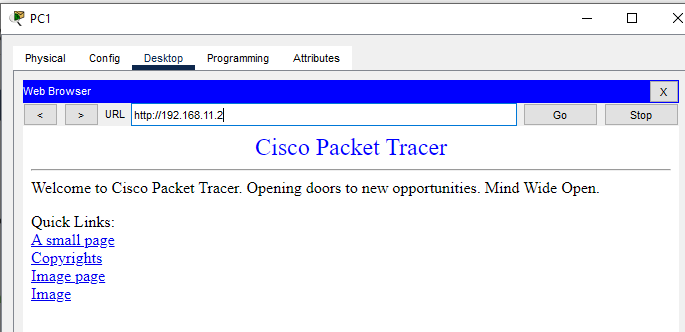 PC1
Physical Config Desktop Programming Attributes
Web Browser X
< > URL http://192.168.11.2 Go Stop
Cisco Packet Tracer
Welcome to Cisco Packet Tracer. Opening doors to new opportunities. Mind Wide Open.
Quick Links:
A small page
Copyrights
Image page
Image